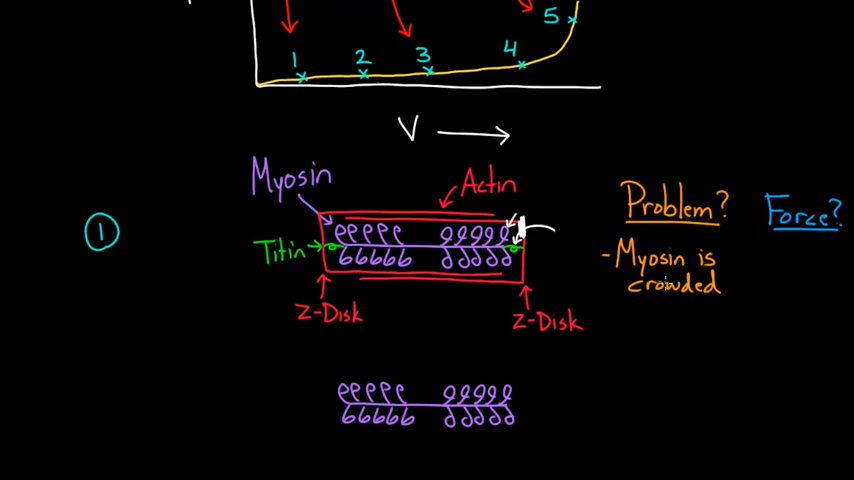 5
1 2 3 4
V
Myosin
Actin
Titin
Z-Disk
Z-Disk
1
Problem?
- Myosin is
crowded
Force?